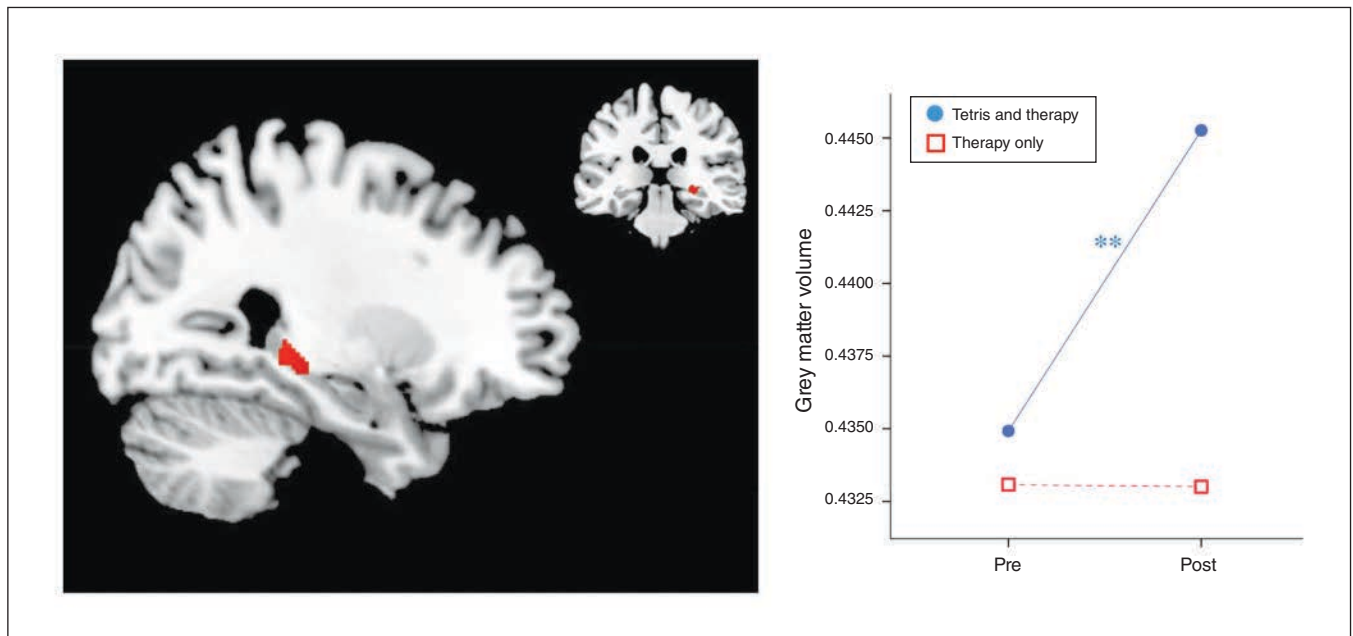 Tetris and therapy
Therapy only
Grey matter volume
0.4450
0.4425
0.4400
0.4375
0.4350
0.4325
**
Pre
Post